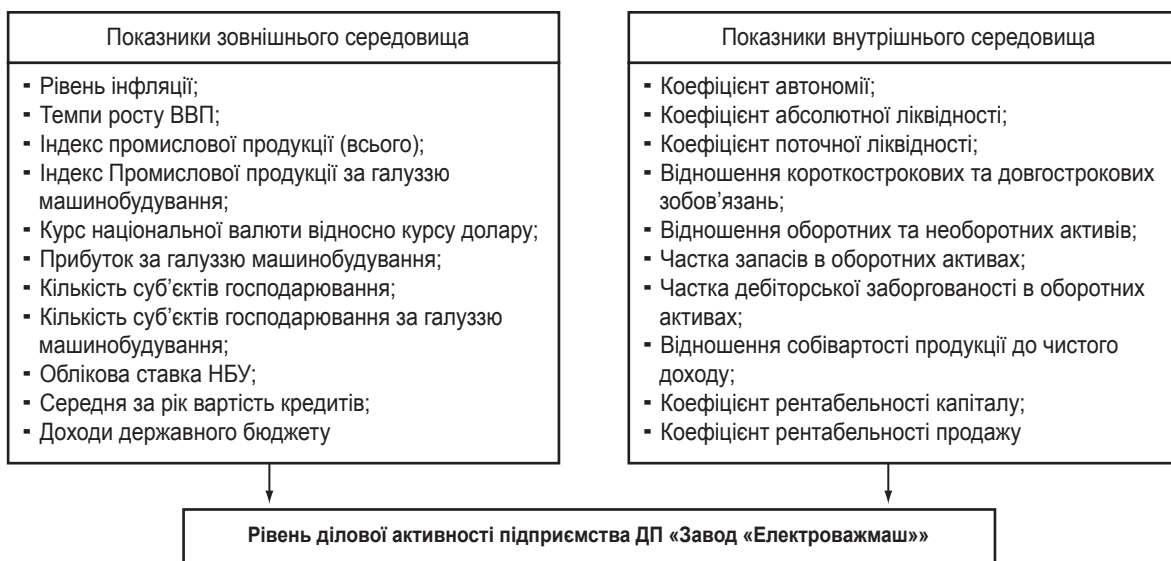 Показники зовнішнього середовища
▪ Рівень інфляції;
▪ Темпи росту ВВП;
▪ Індекс промислової продукції (всього);
▪ Індекс Промислової продукції за галуззю
машинобудування;
▪ Курс національної валюти відносно курсу долару;
▪ Прибуток за галуззю машинобудування;
▪ Кількість суб’єктів господарювання;
▪ Кількість суб’єктів господарювання за галуззю
машинобудування;
▪ Облікова ставка НБУ;
▪ Середня за рік вартість кредитів;
▪ Доходи державного бюджету
Показники внутрішнього середовища
▪ Коефіцієнт автономії;
▪ Коефіцієнт абсолютної ліквідності;
▪ Коефіцієнт поточної ліквідності;
▪ Відношення короткострокових та довгострокових
зобов’язань;
▪ Відношення оборотних та необоротних активів;
▪ Частка запасів в оборотних активах;
▪ Частка дебіторської заборгованості в оборотних
активах;
▪ Відношення собівартості продукції до чистого
доходу;
▪ Коефіцієнт рентабельності капіталу;
▪ Коефіцієнт рентабельності продажу
Рівень ділової активності підприємства ДП «Завод «Електроважмаш»»